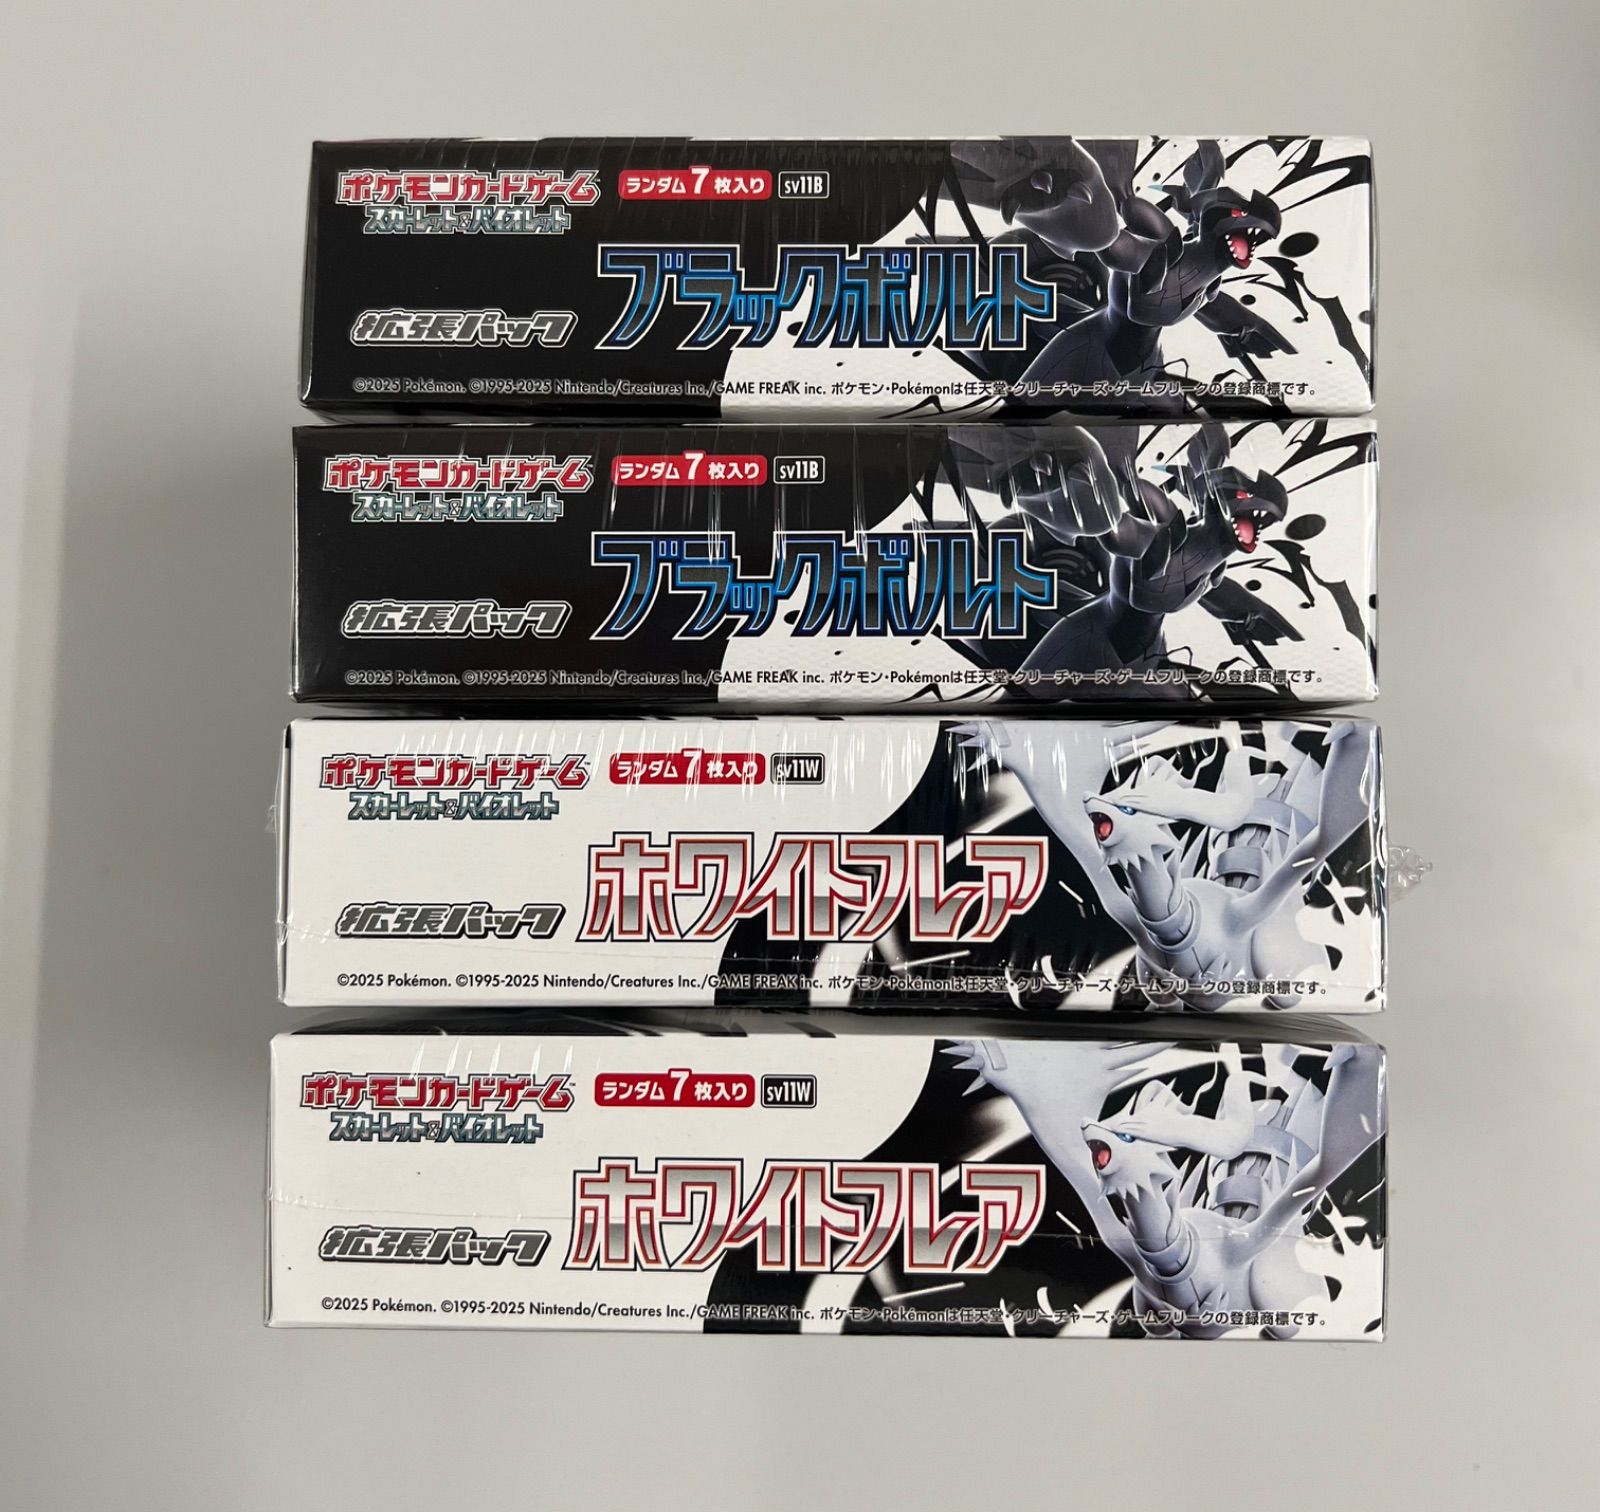 ポケモンカードゲーム
スカーレット&バイオレット
ランダム7枚入り sv11B
ブラックボルト
拡張パック
©2025 Pokémon. ©1995-2025 Nintendo/Creatures Inc./GAME FREAK inc. ポケモン・Pokémonは任天堂・クリーチャーズ・ゲームフリークの登録商標です。
ポケモンカードゲーム
スカーレット&バイオレット
ランダム7枚入り sv11B
ブラックボルト
拡張パック
©2025 Pokémon. ©1995-2025 Nintendo/Creatures Inc./GAME FREAK inc. ポケモン・Pokémonは任天堂・クリーチャーズ・ゲームフリークの登録商標です。
ポケモンカードゲーム
スカーレット&バイオレット
ランダム7枚入り sv11W
ホワイトフレア
拡張パック
©2025 Pokémon. ©1995-2025 Nintendo/Creatures Inc./GAME FREAK inc. ポケモン・Pokémonは任天堂・クリーチャーズ・ゲームフリークの登録商標です。
ポケモンカードゲーム
スカーレット&バイオレット
ランダム7枚入り sv11W
ホワイトフレア
拡張パック
©2025 Pokémon. ©1995-2025 Nintendo/Creatures Inc./GAME FREAK inc. ポケモン・Pokémonは任天堂・クリーチャーズ・ゲームフリークの登録商標です。